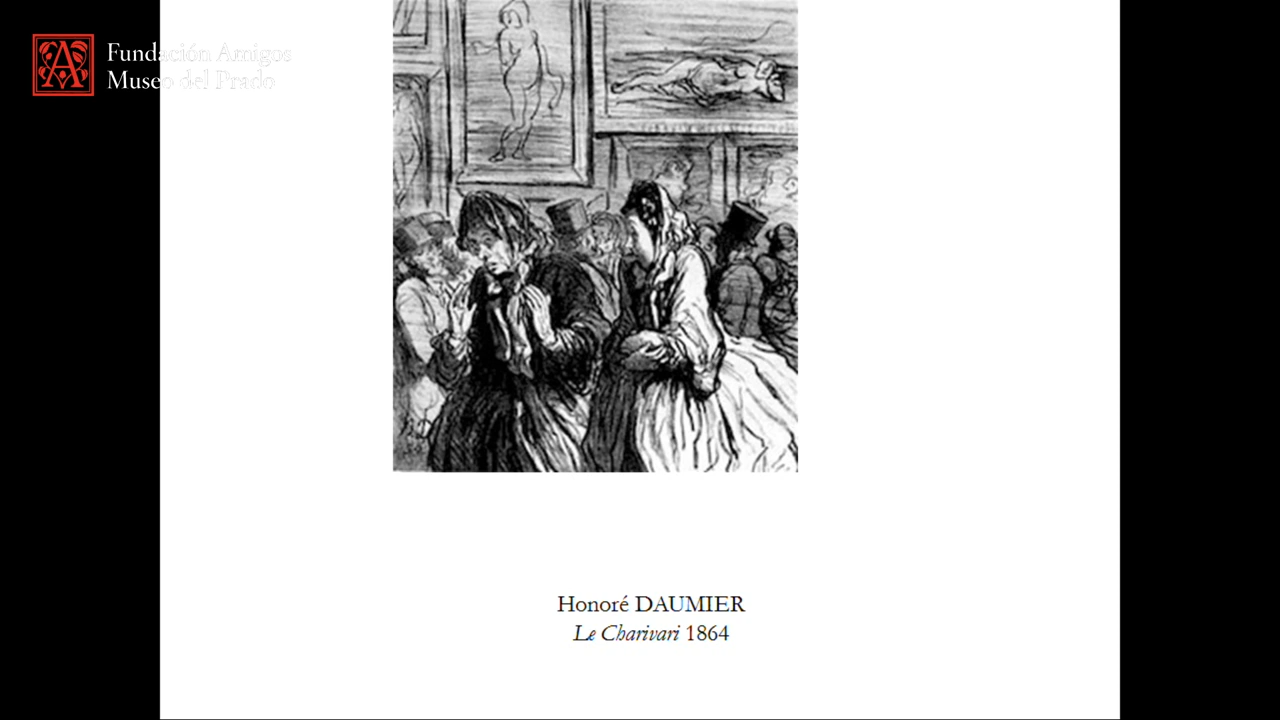 Fundación Amigos
Museo del Prado
Honoré DAUMIER
Le Charivari 1864